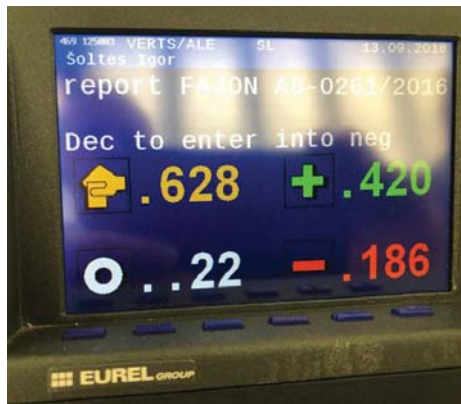 469 125003 VERTS/ALE SL 13.09.2018
Šoltes Igor
report FAJON A8-0261/2016
Dec to enter into neg
.628 + .420
O ..22 - .186
EUREL GROUP